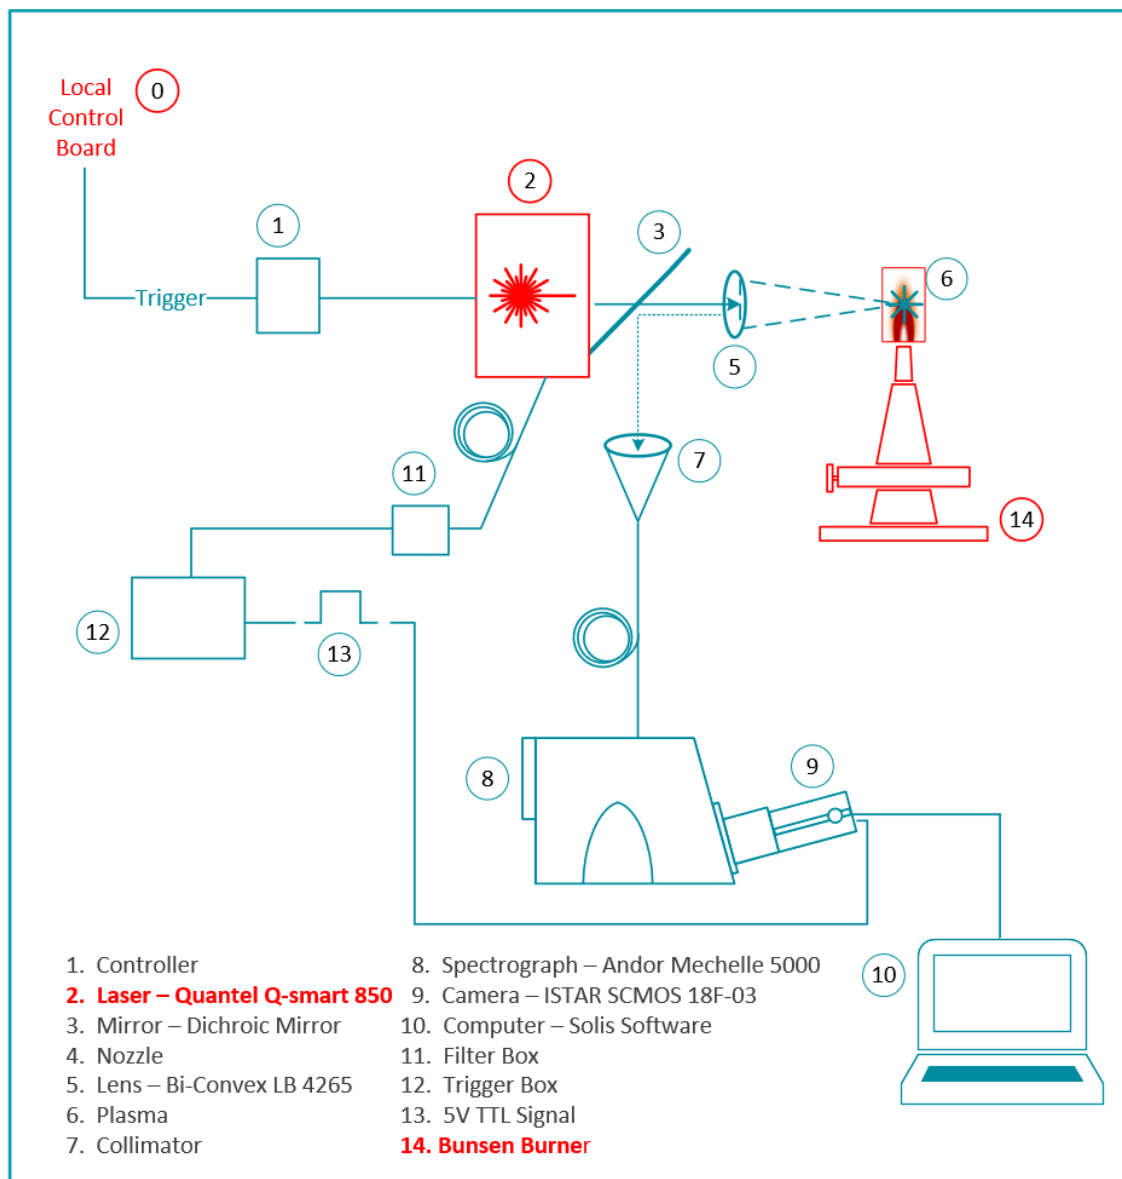 Local
Control
Board
0
2
1
3
Trigger
6
5
7
11
14
12
13
8
9
10
1. Controller
2. Laser – Quantel Q-smart 850
3. Mirror – Dichroic Mirror
4. Nozzle
5. Lens – Bi-Convex LB 4265
6. Plasma
7. Collimator
8. Spectrograph – Andor Mechelle 5000
9. Camera – ISTAR SCMOS 18F-03
10. Computer – Solis Software
11. Filter Box
12. Trigger Box
13. 5V TTL Signal
14. Bunsen Burner